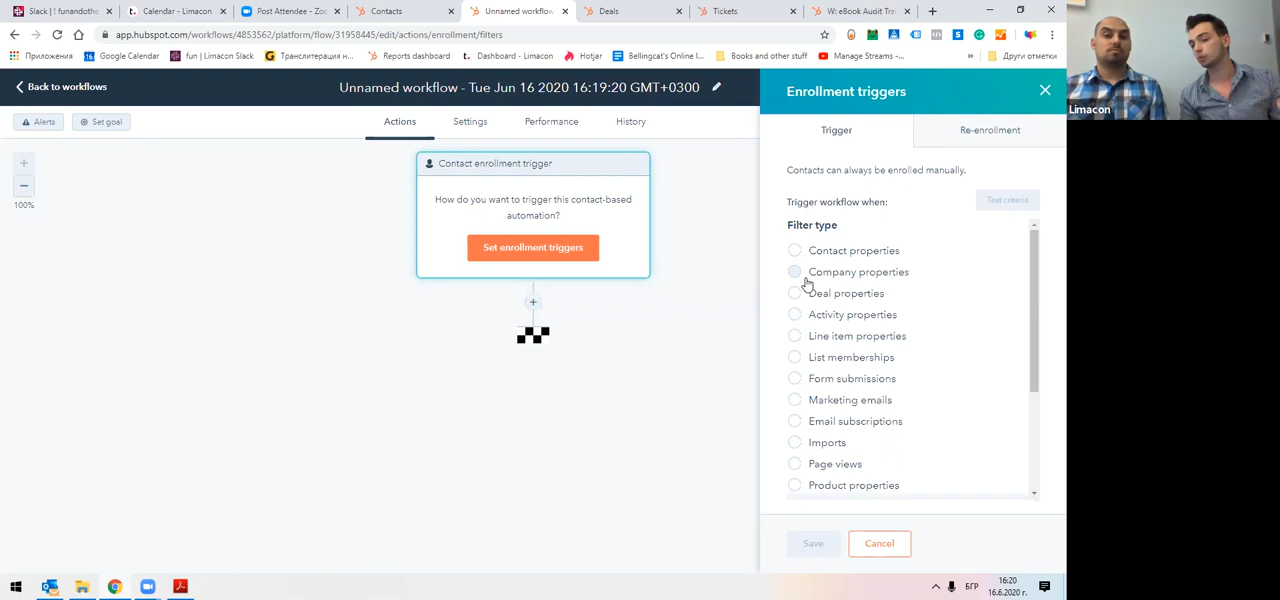 Slack | ! funandothe
Calendar - Limacon
Post Attendee - Zoo
Contacts
Unnamed workflow
Deals
Tickets
W: eBook Audit Trai
app.hubspot.com/workflows/4853562/platform/flow/31958445/edit/actions/enrollment/filters
Приложения
Google Calendar
fun | Limacon Slack
Транслитерация н...
Reports dashboard
Dashboard - Limacon
Hotjar
Bellingcat's Online I...
Books and other stuff
Manage Streams -...
»
Други отметки
Back to workflows
Unnamed workflow - Tue Jun 16 2020 16:19:20 GMT+0300
Alerts
Set goal
Actions
Settings
Performance
History
100%
Contact enrollment trigger
How do you want to trigger this contact-based
automation?
Set enrollment triggers
Enrollment triggers
Trigger
Re-enrollment
Contacts can always be enrolled manually.
Trigger workflow when:
Test criteria
Filter type
Contact properties
Company properties
Deal properties
Activity properties
Line item properties
List memberships
Form submissions
Marketing emails
Email subscriptions
Imports
Page views
Product properties
Save
Cancel
Limacon
БГР
16:20
16.6.2020 г.